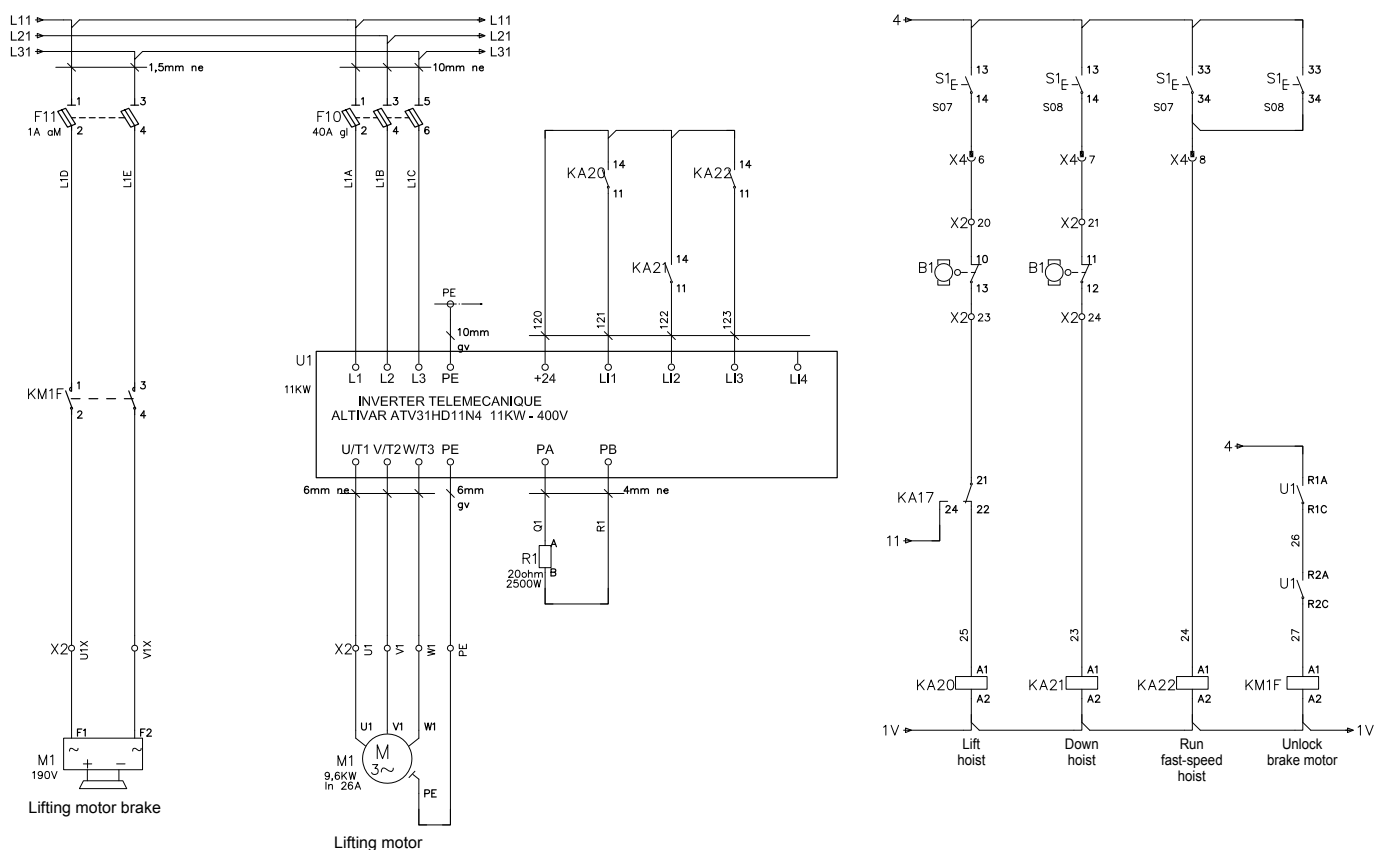 L11 L11
L21 L21
L31 L31
1,5mm ne 10mm ne
1 3 1 3 5
F11 F10
1A aM 2 4 40A gl 2 4 6
L1D L1E L1A L1B L1C
KA20 14 KA22 14
11 11
KA21 14
11
PE
10mm
gv
120 121 122 123
U1
11KW
L1 L2 L3 PE +24 LI1 LI2 LI3 LI4
INVERTER TELEMECANIQUE
ALTIVAR ATV31HD11N4 11KW - 400V
U/T1 V/T2 W/T3 PE PA PB
KM1F 1 3
2 4
6mm ne 6mm 4mm ne
gv
Q1 R1
A
R1
20ohm B
2500W
X2 U1X V1X
X2 U1 V1 W1 PE
F1 F2
~ ~
+ −
M1
190V
Lifting motor brake
U1 V1 W1
M
3~
M1
9,6KW
In 26A
PE
Lifting motor
4
S1 13 S1 13 S1 33 33
E E E S1 E
14 14 34 34
S07 S08 S07 S08
X4 6 X4 7 X4 8
X2 20 X2 21
B1 10 B1 11
13 12
X2 23 X2 24
4
KA17 21
24 22
11
U1 R1A
R1C
26
U1 R2A
R2C
25 23 24 27
KA20 A1 KA21 A1 KA22 A1 KM1F A1
A2 A2 A2 A2
1V 1V
Lift
hoist
Down
hoist
Run
fast-speed
hoist
Unlock
brake motor